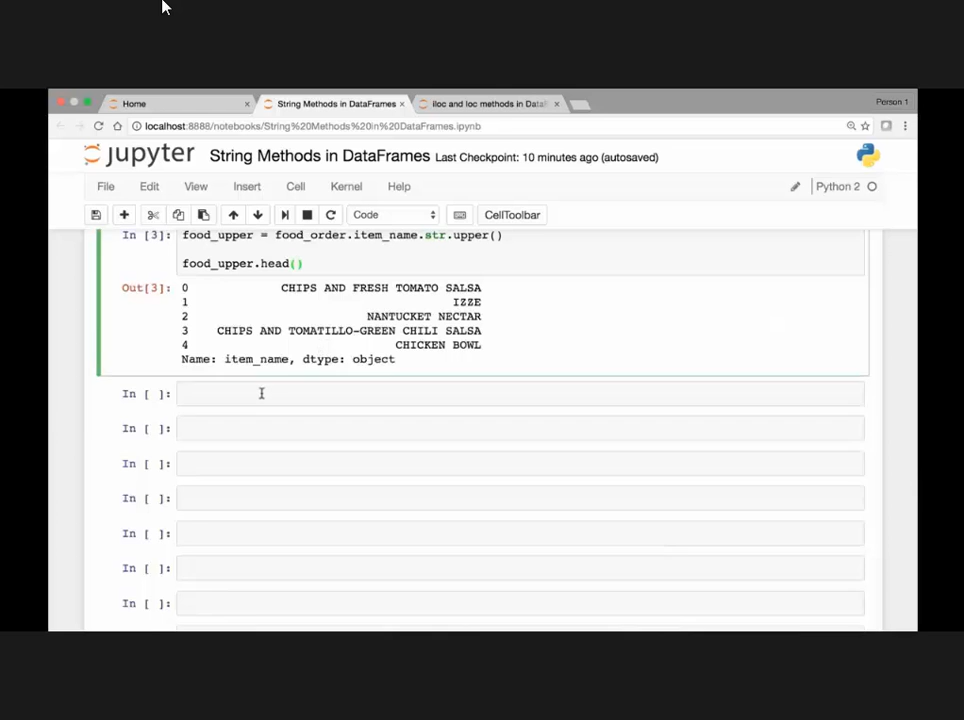 Home × String Methods in DataFrames × iloc and loc methods in Data ×
Person 1
localhost:8888/notebooks/String%20Methods%20in%20DataFrames.ipynb
jupyter String Methods in DataFrames Last Checkpoint: 10 minutes ago (autosaved)
File Edit View Insert Cell Kernel Help Python 2
Code CellToolbar
In [3]: food_upper = food_order.item_name.str.upper()
food_upper.head()
Out[3]: 0 CHIPS AND FRESH TOMATO SALSA
1 IZZE
2 NANTUCKET NECTAR
3 CHIPS AND TOMATILLO-GREEN CHILI SALSA
4 CHICKEN BOWL
Name: item_name, dtype: object
In [ ]:
In [ ]:
In [ ]:
In [ ]:
In [ ]:
In [ ]:
In [ ]: